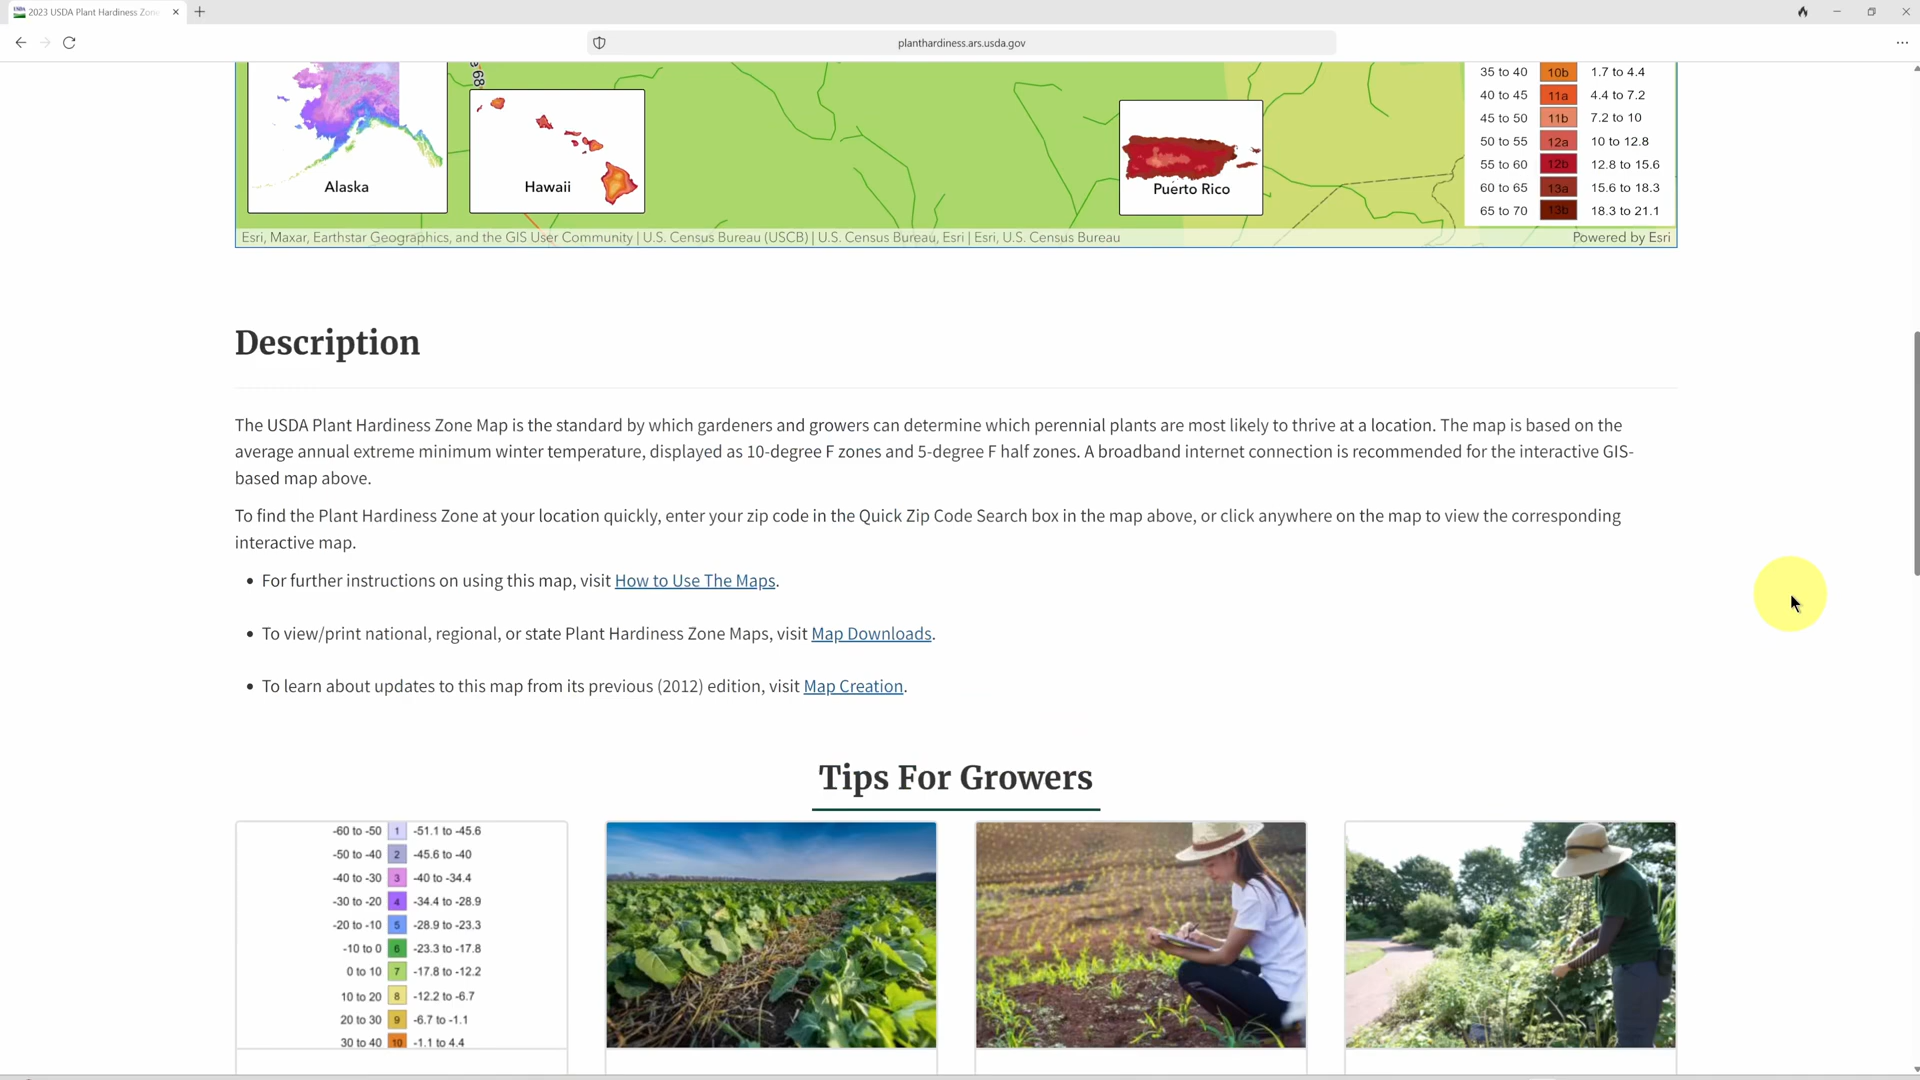 2023 USDA Plant Hardiness Zone
planthardiness.ars.usda.gov
Alaska
Hawaii
Puerto Rico
35 to 40 10b 1.7 to 4.4
40 to 45 11a 4.4 to 7.2
45 to 50 11b 7.2 to 10
50 to 55 12a 10 to 12.8
55 to 60 12b 12.8 to 15.6
60 to 65 13a 15.6 to 18.3
65 to 70 13b 18.3 to 21.1
Esri, Maxar, Earthstar Geographics, and the GIS User Community | U.S. Census Bureau (USCB) | U.S. Census Bureau, Esri | Esri, U.S. Census Bureau
Powered by Esri
Description
The USDA Plant Hardiness Zone Map is the standard by which gardeners and growers can determine which perennial plants are most likely to thrive at a location. The map is based on the
average annual extreme minimum winter temperature, displayed as 10-degree F zones and 5-degree F half zones. A broadband internet connection is recommended for the interactive GIS-
based map above.
To find the Plant Hardiness Zone at your location quickly, enter your zip code in the Quick Zip Code Search box in the map above, or click anywhere on the map to view the corresponding
interactive map.
• For further instructions on using this map, visit How to Use The Maps.
• To view/print national, regional, or state Plant Hardiness Zone Maps, visit Map Downloads.
• To learn about updates to this map from its previous (2012) edition, visit Map Creation.
Tips For Growers
-60 to -50 1 -51.1 to -45.6
-50 to -40 2 -45.6 to -40
-40 to -30 3 -40 to -34.4
-30 to -20 4 -34.4 to -28.9
-20 to -10 5 -28.9 to -23.3
-10 to 0 6 -23.3 to -17.8
0 to 10 7 -17.8 to -12.2
10 to 20 8 -12.2 to -6.7
20 to 30 9 -6.7 to -1.1
30 to 40 10 -1.1 to 4.4